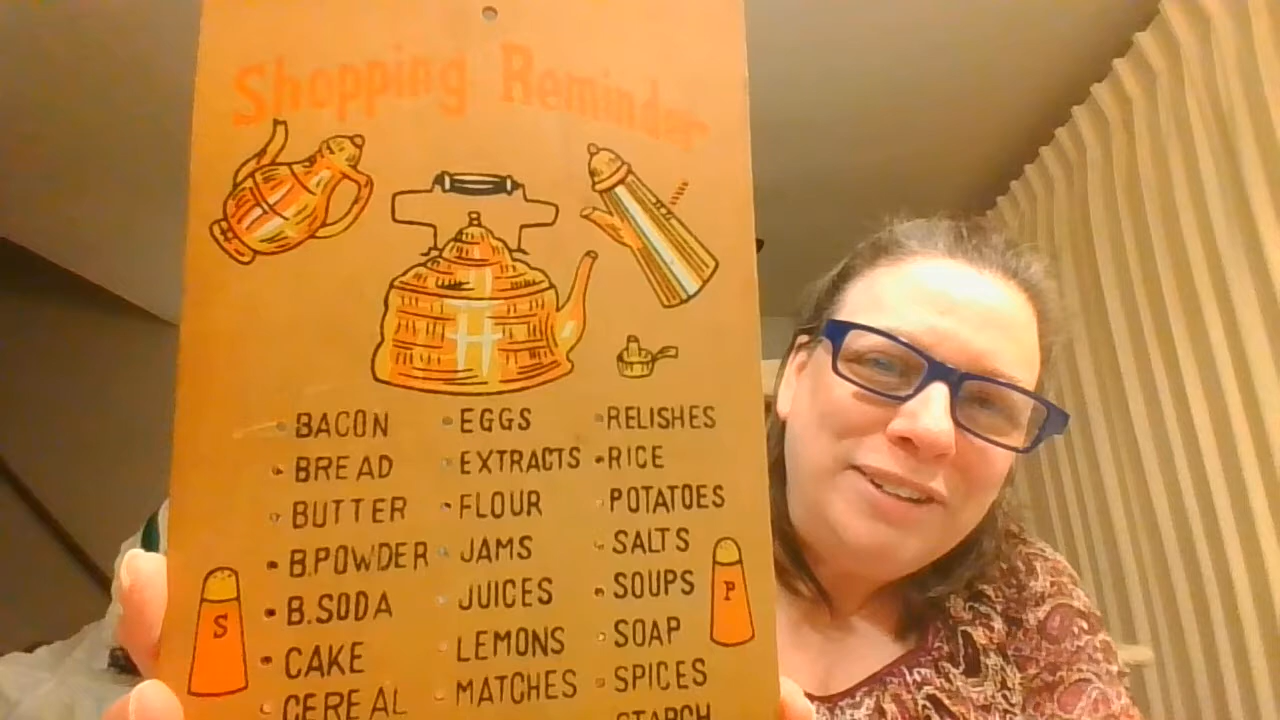 Shopping Reminder
BACON
BREAD
BUTTER
B.POWDER
B.SODA
CAKE
CEREAL
EGGS
EXTRACTS
FLOUR
JAMS
JUICES
LEMONS
MATCHES
RELISHES
RICE
POTATOES
SALTS
SOUPS
SOAP
SPICES
STARCH
S
P